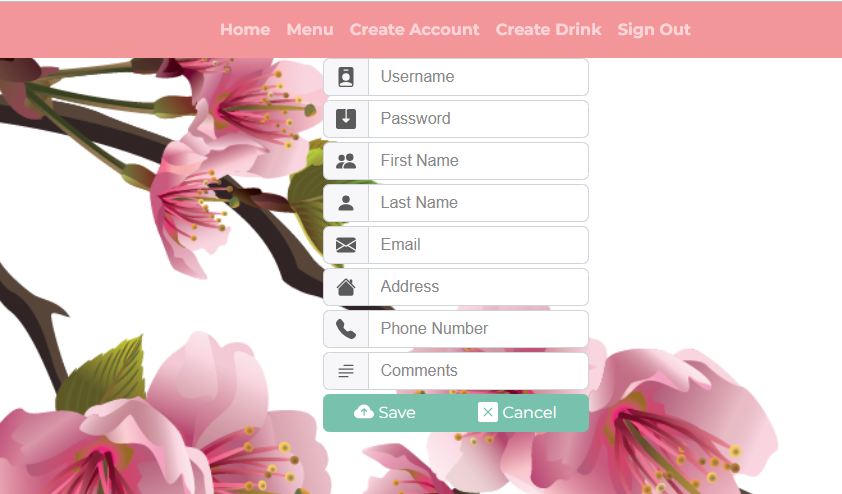 Home Menu Create Account Create Drink Sign Out
Username
Password
First Name
Last Name
Email
Address
Phone Number
Comments
Save Cancel